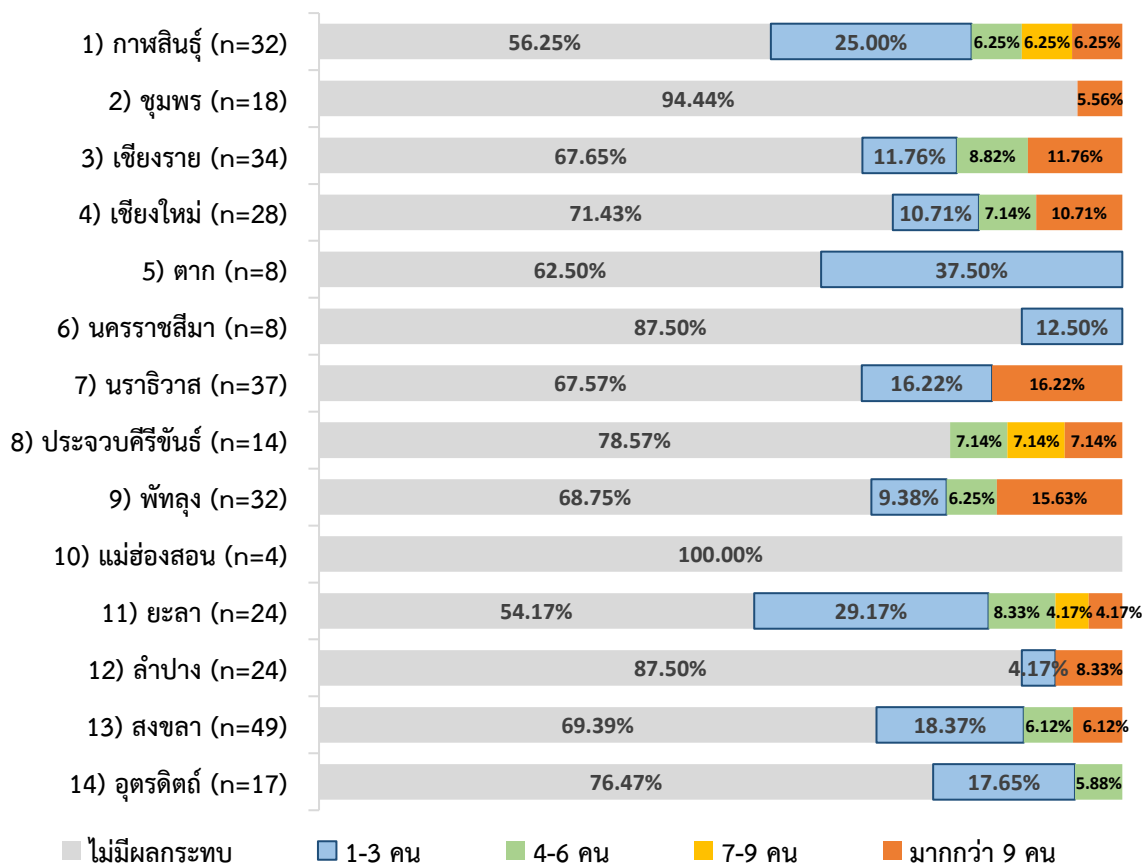 1) กาฬสินธุ์ (n=32) 56.25% 25.00% 6.25% 6.25% 6.25%
2) ชุมพร (n=18) 94.44% 5.56%
3) เชียงราย (n=34) 67.65% 11.76% 8.82% 11.76%
4) เชียงใหม่ (n=28) 71.43% 10.71% 7.14% 10.71%
5) ตาก (n=8) 62.50% 37.50%
6) นครราชสีมา (n=8) 87.50% 12.50%
7) นราธิวาส (n=37) 67.57% 16.22% 16.22%
8) ประจวบคีรีขันธ์ (n=14) 78.57% 7.14% 7.14% 7.14%
9) พัทลุง (n=32) 68.75% 9.38% 6.25% 15.63%
10) แม่ฮ่องสอน (n=4) 100.00%
11) ยะลา (n=24) 54.17% 29.17% 8.33% 4.17% 4.17%
12) ลำปาง (n=24) 87.50% 4.17% 8.33%
13) สงขลา (n=49) 69.39% 18.37% 6.12% 6.12%
14) อุตรดิตถ์ (n=17) 76.47% 17.65% 5.88%
ไม่มีผลกระทบ 1-3 คน 4-6 คน 7-9 คน มากกว่า 9 คน